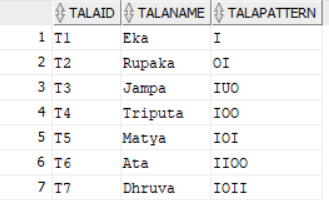 TALAID TALANAME TALAPATTERN
1 T1 Eka I
2 T2 Rupaka OI
3 T3 Jampa IUO
4 T4 Triputa IOO
5 T5 Matya IOI
6 T6 Ata IIOO
7 T7 Dhruva IOII